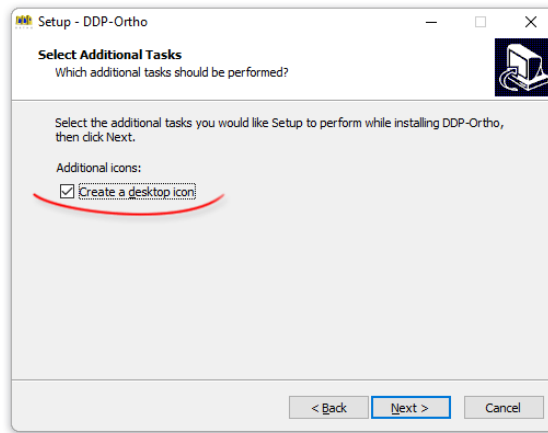 Setup - DDP-Ortho
Select Additional Tasks
Which additional tasks should be performed?
Select the additional tasks you would like Setup to perform while installing DDP-Ortho,
then click Next.
Additional icons:
Create a desktop icon
< Back
Next >
Cancel